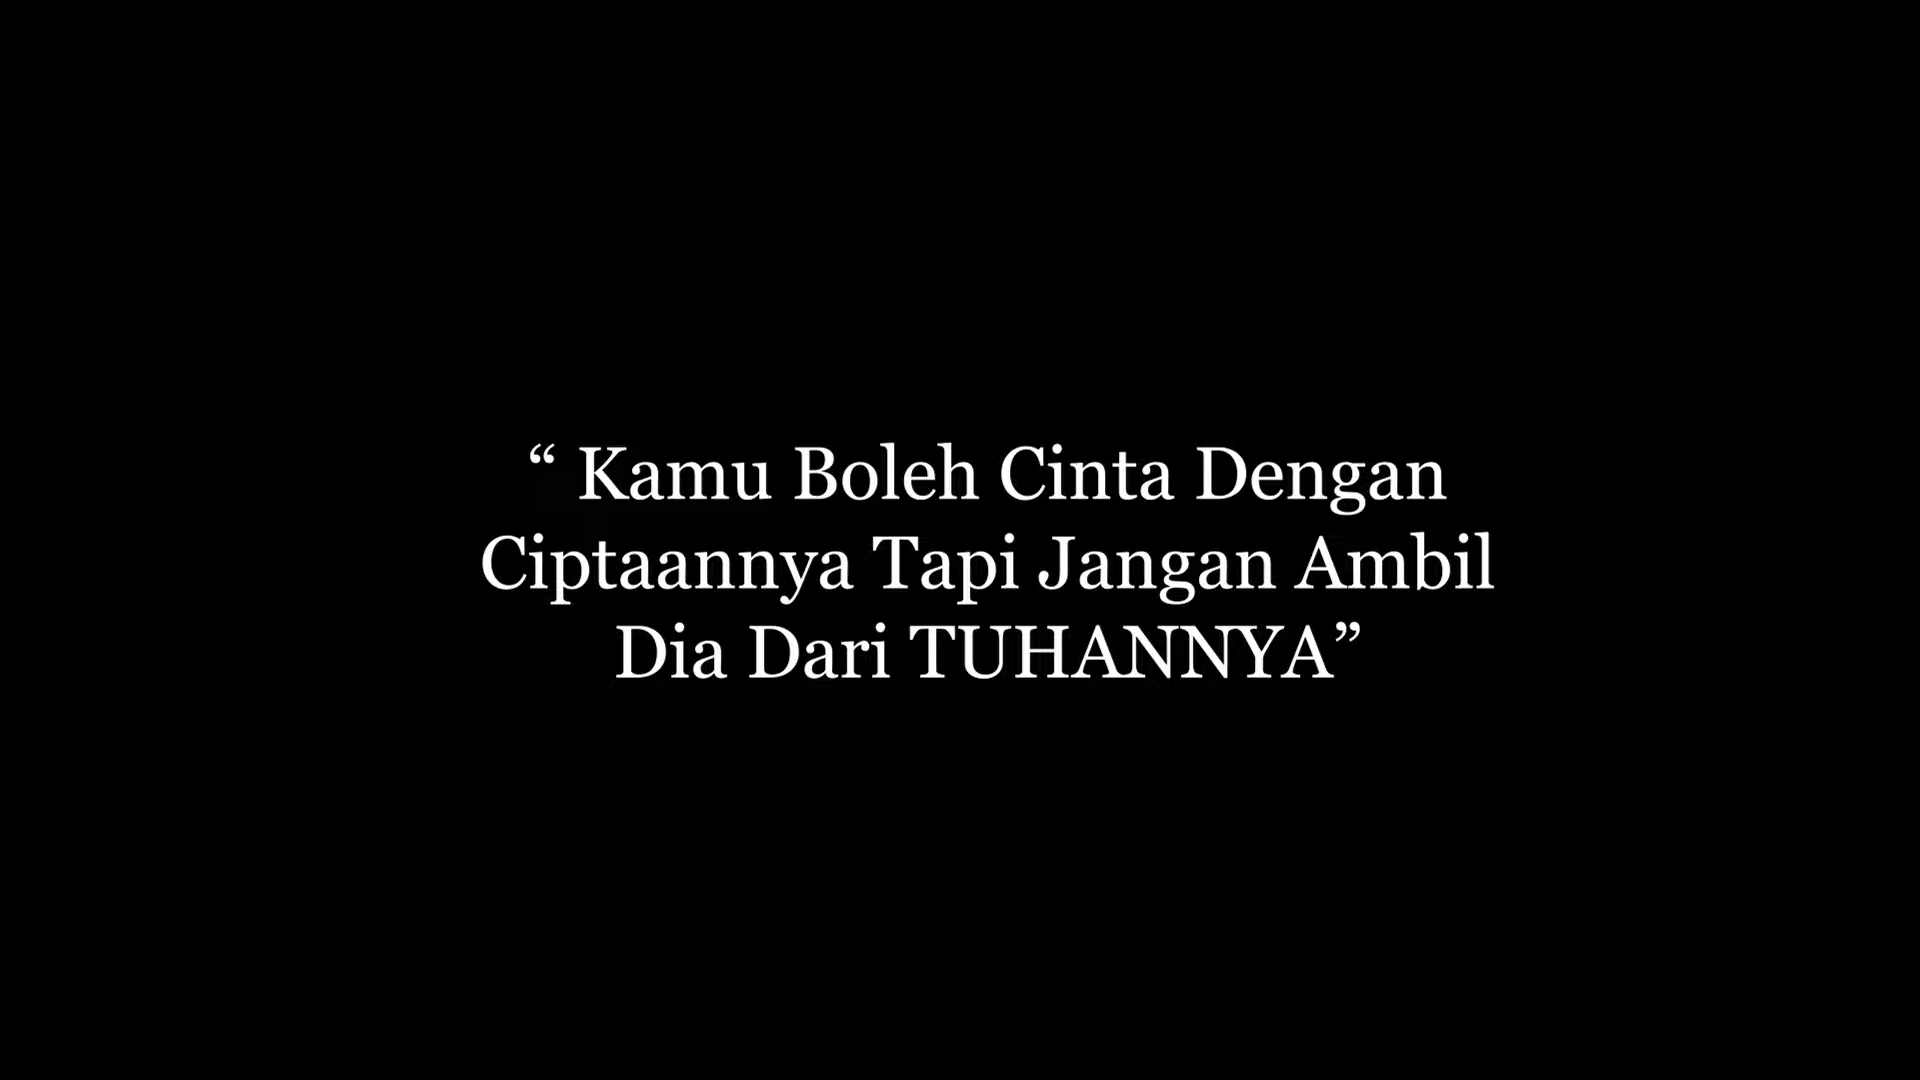 “ Kamu Boleh Cinta Dengan
Ciptaannya Tapi Jangan Ambil
Dia Dari TUHANNYA”